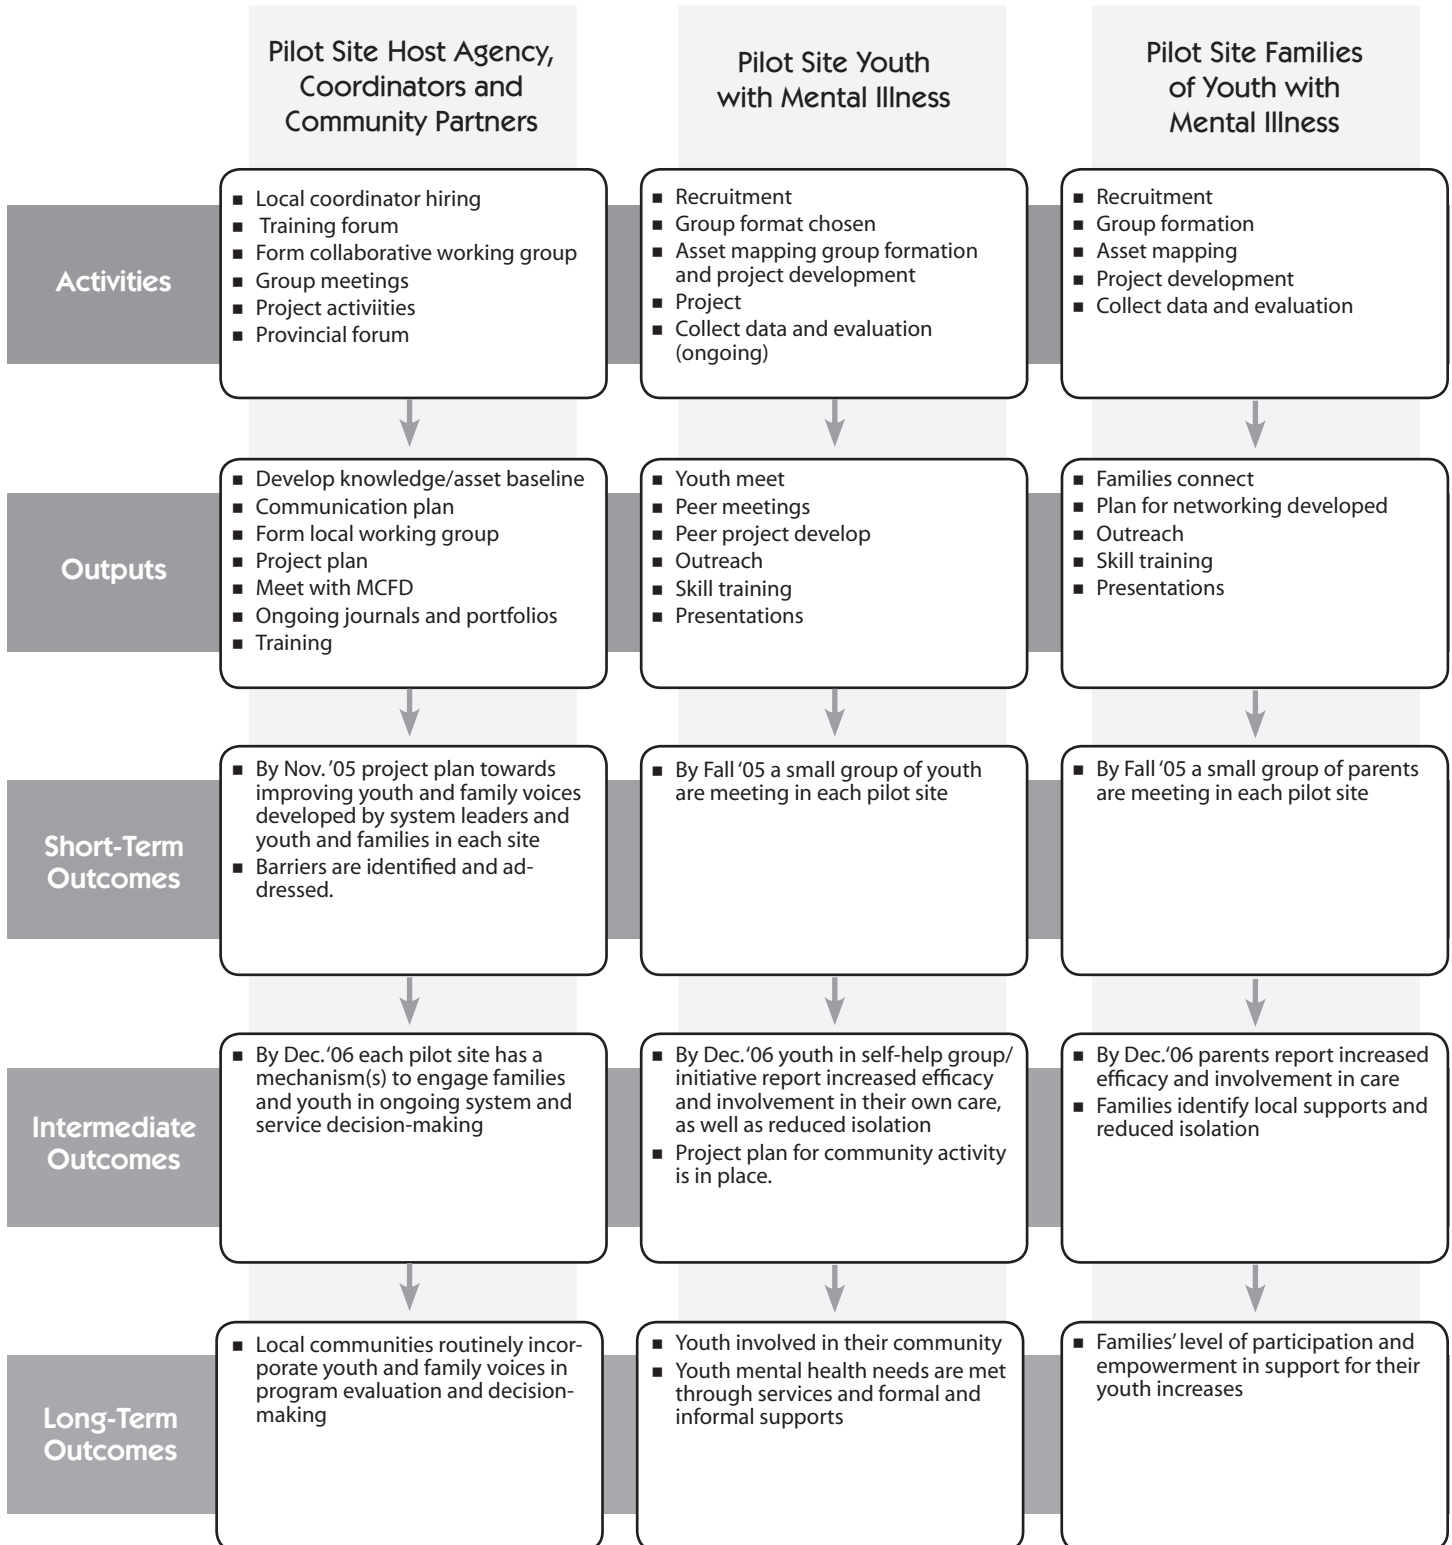 Pilot Site Host Agency,
Coordinators and
Community Partners
Pilot Site Youth
with Mental Illness
Pilot Site Families
of Youth with
Mental Illness
Activities
■ Local coordinator hiring
■ Training forum
■ Form collaborative working group
■ Group meetings
■ Project activiities
■ Provincial forum
■ Recruitment
■ Group format chosen
■ Asset mapping group formation
and project development
■ Project
■ Collect data and evaluation
(ongoing)
■ Recruitment
■ Group formation
■ Asset mapping
■ Project development
■ Collect data and evaluation
Outputs
■ Develop knowledge/asset baseline
■ Communication plan
■ Form local working group
■ Project plan
■ Meet with MCFD
■ Ongoing journals and portfolios
■ Training
■ Youth meet
■ Peer meetings
■ Peer project develop
■ Outreach
■ Skill training
■ Presentations
■ Families connect
■ Plan for networking developed
■ Outreach
■ Skill training
■ Presentations
Short-Term
Outcomes
■ By Nov. '05 project plan towards
improving youth and family voices
developed by system leaders and
youth and families in each site
■ Barriers are identified and ad-
dressed.
■ By Fall '05 a small group of youth
are meeting in each pilot site
■ By Fall '05 a small group of parents
are meeting in each pilot site
Intermediate
Outcomes
■ By Dec. '06 each pilot site has a
mechanism(s) to engage families
and youth in ongoing system and
service decision-making
■ By Dec. '06 youth in self-help group/
initiative report increased efficacy
and involvement in their own care,
as well as reduced isolation
■ Project plan for community activity
is in place.
■ By Dec. '06 parents report increased
efficacy and involvement in care
■ Families identify local supports and
reduced isolation
Long-Term
Outcomes
■ Local communities routinely incor-
porate youth and family voices in
program evaluation and decision-
making
■ Youth involved in their community
■ Youth mental health needs are met
through services and formal and
informal supports
■ Families' level of participation and
empowerment in support for their
youth increases